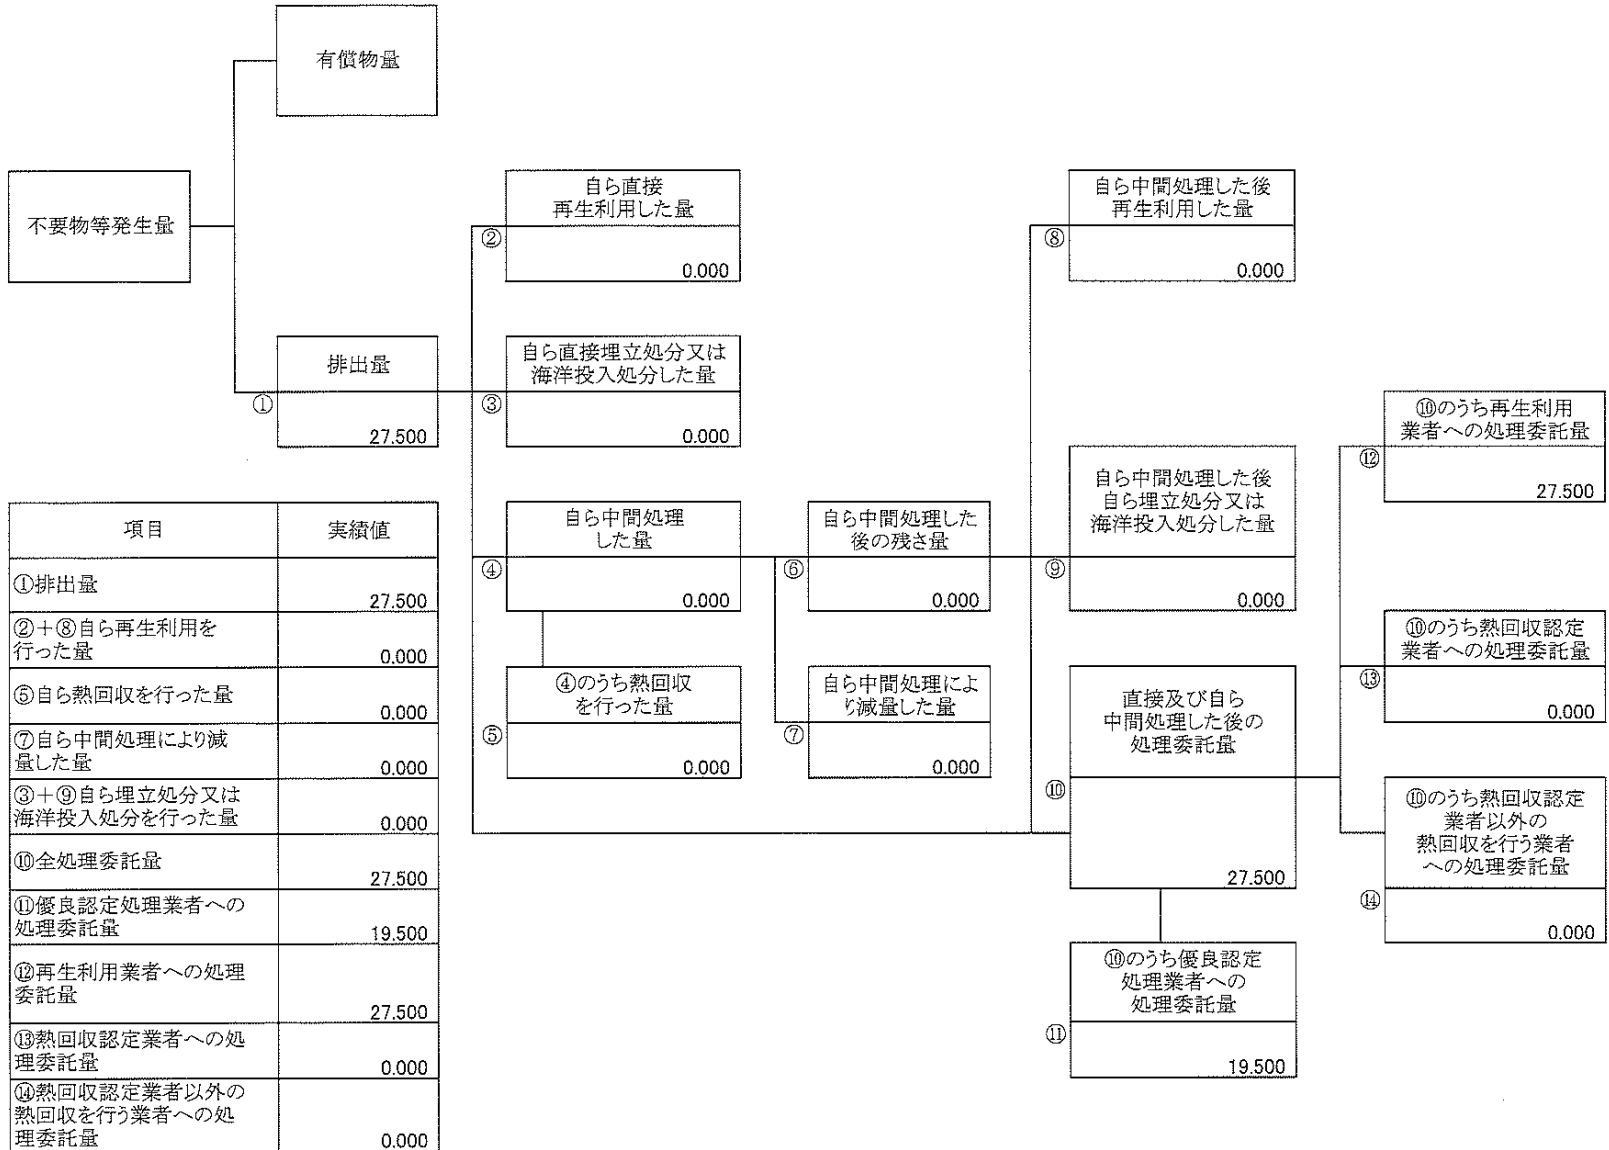 有償物量
不要物等発生量
排出量
①
27.500
自ら直接
再生利用した量
②
0.000
自ら直接埋立処分又は
海洋投入処分した量
③
0.000
自ら中間処理
した量
④
0.000
④のうち熱回収
を行った量
⑤
0.000
自ら中間処理した
後の残さ量
⑥
0.000
自ら中間処理によ
り減量した量
⑦
0.000
自ら中間処理した後
再生利用した量
⑧
0.000
自ら中間処理した後
自ら埋立処分又は
海洋投入処分した量
⑨
0.000
直接及び自ら
中間処理した後の
処理委託量
⑩
27.500
⑩のうち優良認定
処理業者への
処理委託量
⑪
19.500
⑩のうち再生利用
業者への処理委託量
⑫
27.500
⑩のうち熱回収認定
業者への処理委託量
⑬
0.000
⑩のうち熱回収認定
業者以外の
熱回収を行う業者
への処理委託量
⑭
0.000
項目 実績値
①排出量
27.500
②＋⑧自ら再生利用を
行った量 0.000
⑤自ら熱回収を行った量
0.000
⑦自ら中間処理により減
量した量 0.000
③＋⑨自ら埋立処分又は
海洋投入処分を行った量 0.000
⑩全処理委託量
27.500
⑪優良認定処理業者への
処理委託量 19.500
⑫再生利用業者への処理
委託量
27.500
⑬熱回収認定業者への処
理委託量 0.000
⑭熱回収認定業者以外の
熱回収を行う業者への処
理委託量 0.000